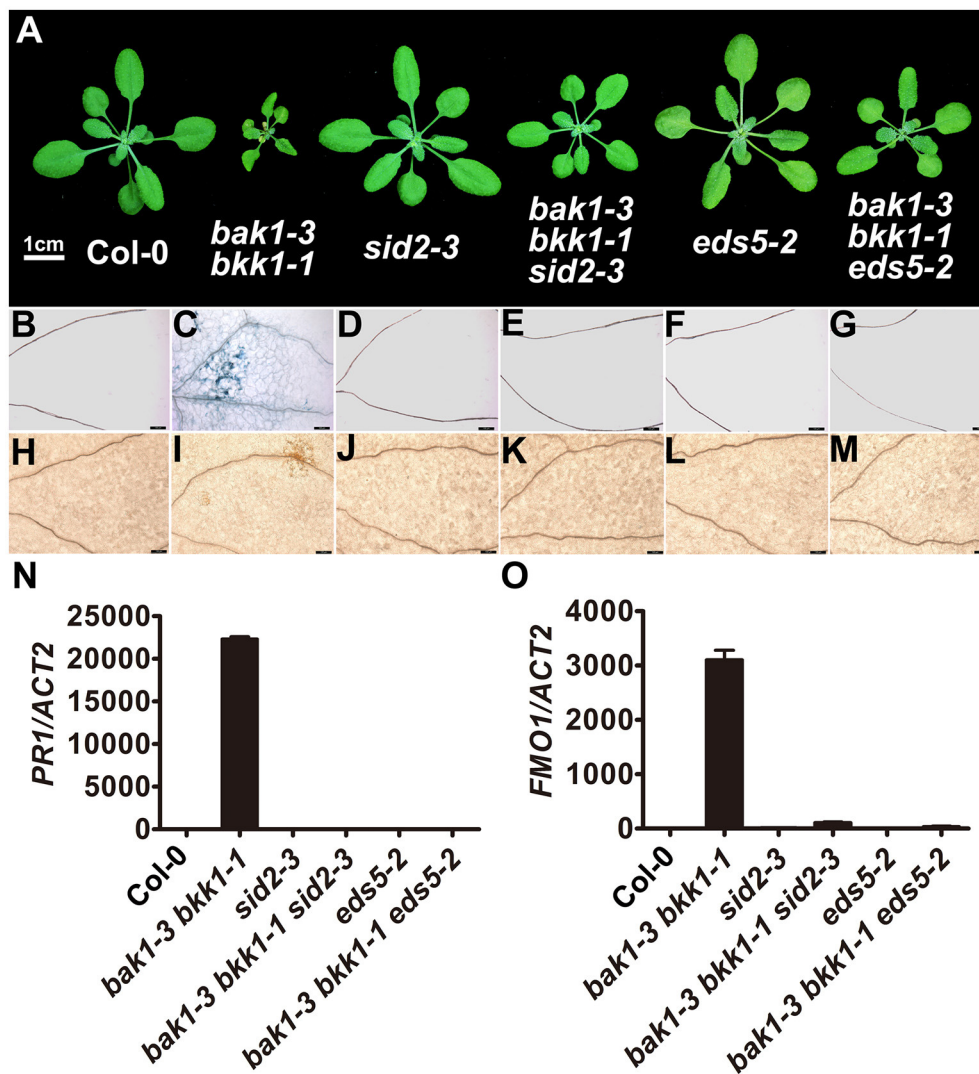 A
1cm
Col-0
bak1-3
bkk1-1
sid2-3
bak1-3
bkk1-1
sid2-3
eds5-2
bak1-3
bkk1-1
eds5-2
B
C
D
E
F
G
H
I
J
K
L
M
N
PR1/ACT2
25000
20000
15000
10000
5000
0
Col-0
bak1-3 bkk1-1
sid2-3
bak1-3 bkk1-1 sid2-3
eds5-2
bak1-3 bkk1-1 eds5-2
O
FMO1/ACT2
4000
3000
2000
1000
0
Col-0
bak1-3 bkk1-1
sid2-3
bak1-3 bkk1-1 sid2-3
eds5-2
bak1-3 bkk1-1 eds5-2